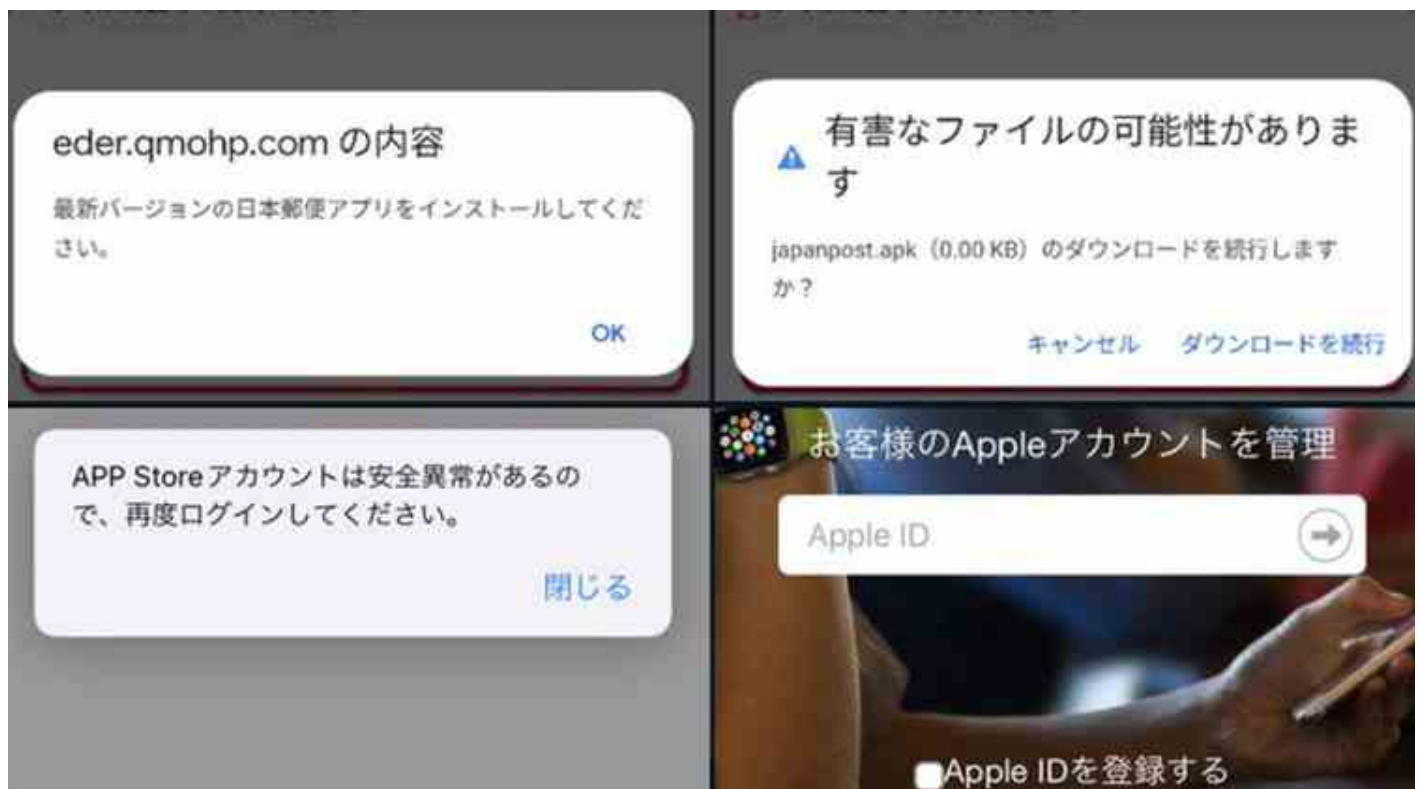 eder.qmohp.com の内容
最新バージョンの日本郵便アプリをインストールしてくだ
さい。
OK
有害なファイルの可能性がありま
す
japanpost.apk（0.00 KB）のダウンロードを続行します
か？
キャンセル ダウンロードを続行
APP Storeアカウントは安全異常があるの
で、再度ログインしてください。
閉じる
お客様のAppleアカウントを管理
Apple ID
Apple IDを登録する